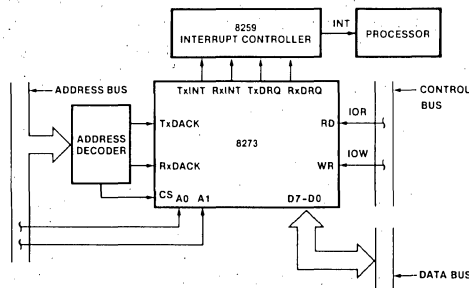 8259
INTERRUPT CONTROLLER
INT
PROCESSOR
TxINT RxINT TxDRQ RxDRQ
ADDRESS BUS
CONTROL
BUS
ADDRESS
DECODER
TxDACK
8273
RD
IOR
RxDACK
WR
IOW
CS
A0 A1
D7-D0
DATA BUS